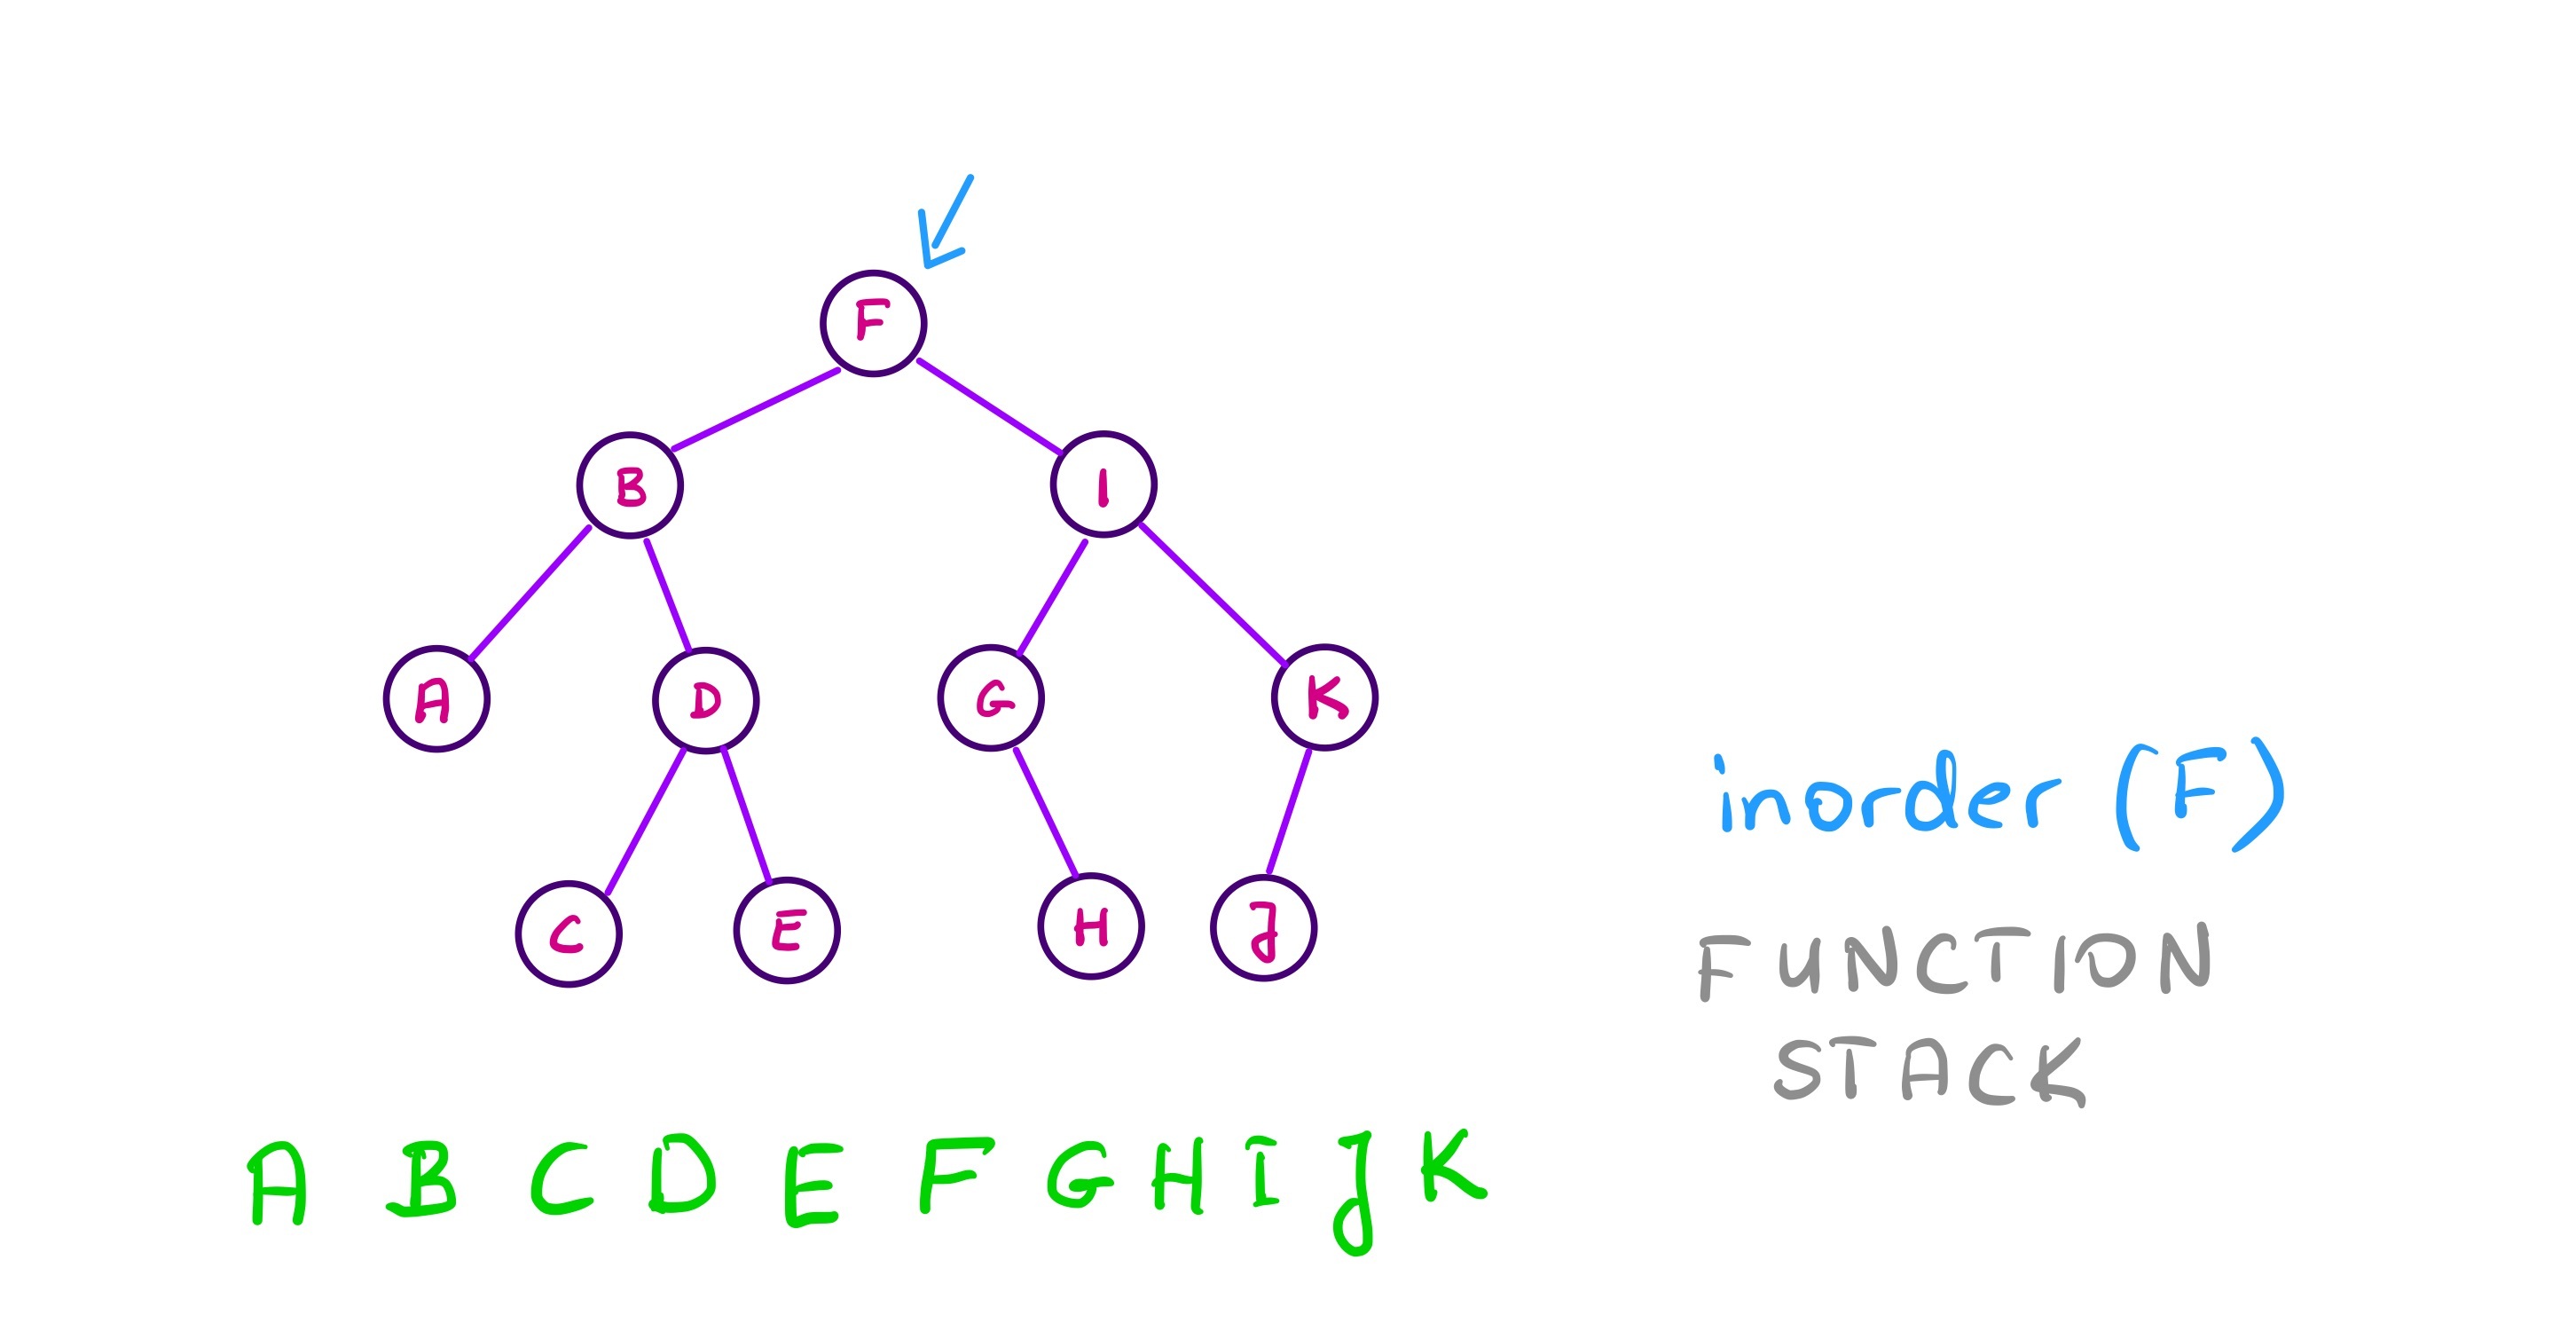 F
B I
A D G K
C E H J
inorder (F)
FUNCTION
STACK
A B C D E F G H I J K